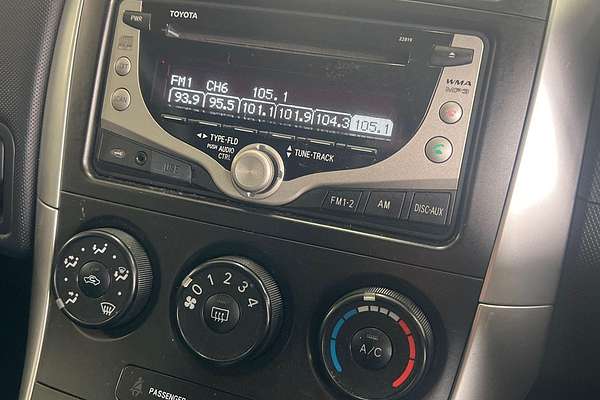 TOYOTA
PWR
22819
FM1 CH6 105.1
93.9 95.5 101.1 101.9 104.3 105.1
WMA
MP3
TYPE·FLD
PUSH AUDIO
CTRL
TUNE·TRACK
FM1-2 AM DISC·AUX
0 1 2 3 4
A/C
PASSENGER